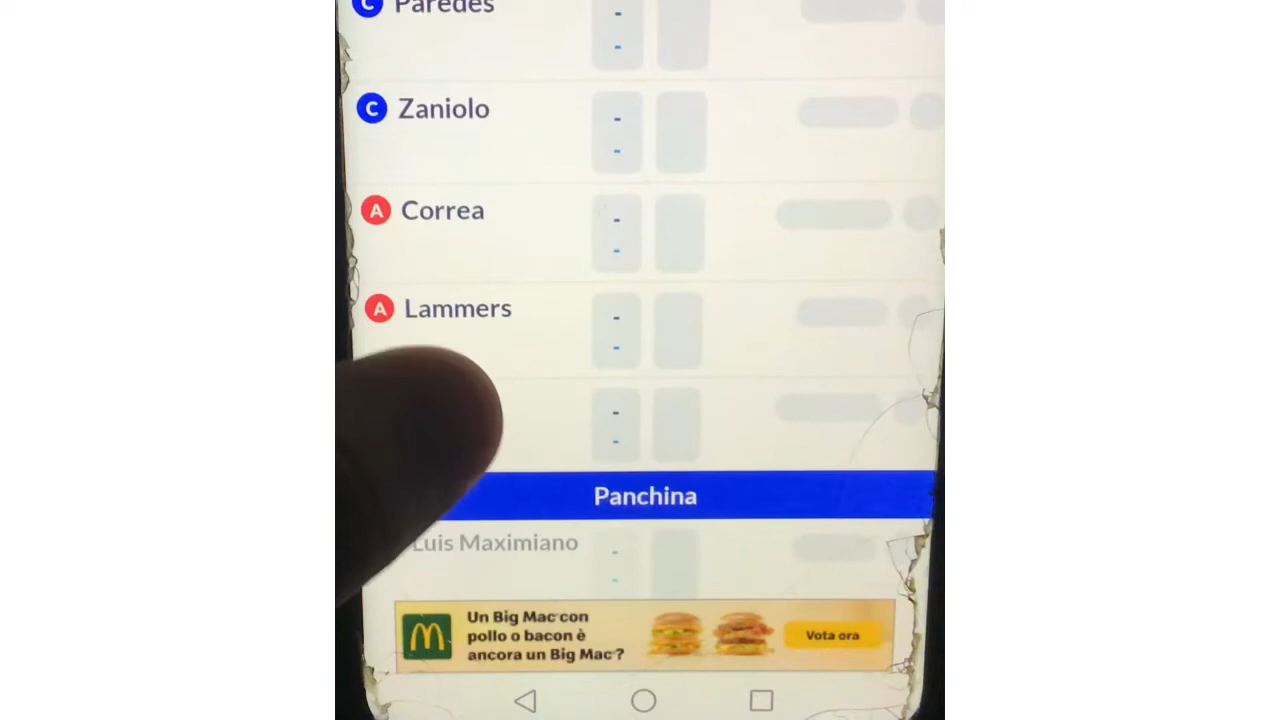 C Paredes
-
-
C Zaniolo
-
-
A Correa
-
-
A Lammers
-
-
-
-
Panchina
Luis Maximiano
-
-
Un Big Mac con
pollo o bacon è
ancora un Big Mac?
Vota ora